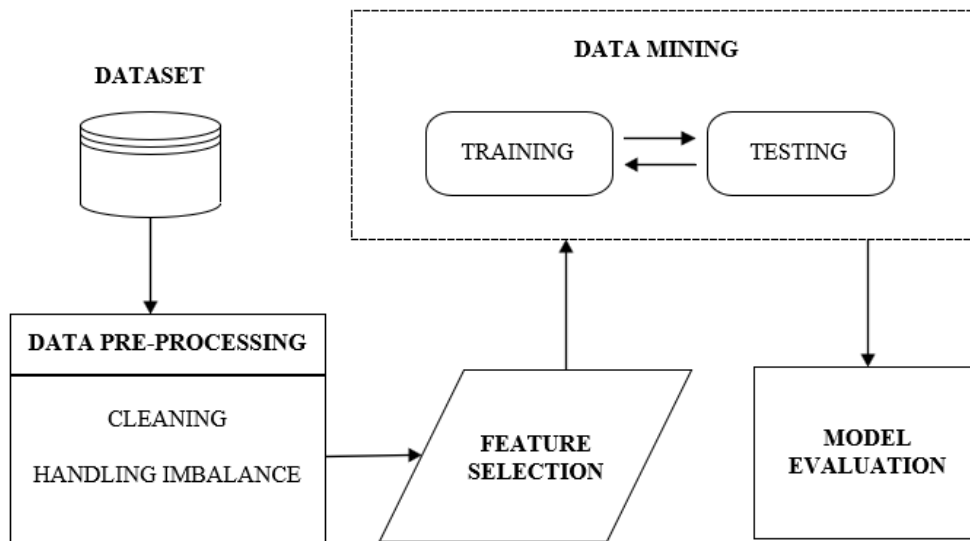 DATASET
DATA PRE-PROCESSING
CLEANING
HANDLING IMBALANCE
FEATURE
SELECTION
DATA MINING
TRAINING
TESTING
MODEL
EVALUATION